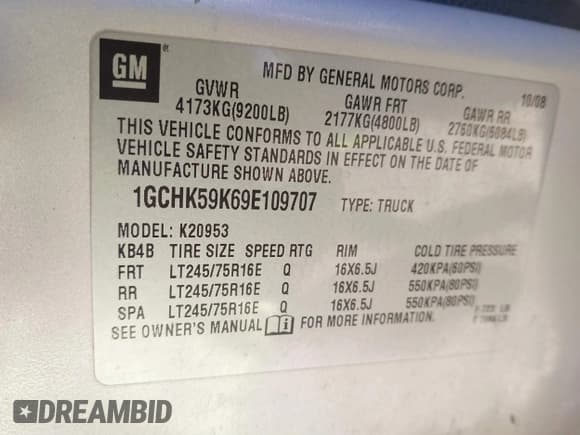 GM
MFD BY GENERAL MOTORS CORP. 10/08
GVWR GAWR FRT GAWR RR
4173KG(9200LB) 2177KG(4800LB) 2760KG(6084LB)
THIS VEHICLE CONFORMS TO ALL APPLICABLE U.S. FEDERAL MOTOR
VEHICLE SAFETY STANDARDS IN EFFECT ON THE DATE OF
MANUFACTURE SHOWN ABOVE.
1GCHK59K69E109707 TYPE: TRUCK
MODEL: K20953
KB4B TIRE SIZE SPEED RTG RIM COLD TIRE PRESSURE
FRT LT245/75R16E Q 16X6.5J 420KPA(60PSI)
RR LT245/75R16E Q 16X6.5J 550KPA(80PSI)
SPA LT245/75R16E Q 16X6.5J 550KPA(80PSI)
SEE OWNER'S MANUAL FOR MORE INFORMATION.
DREAMBID